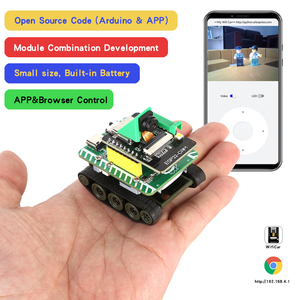 Open Source Code (Arduino & APP)
Module Combination Development
Small size, Built-in Battery
APP&Browser Control
Video
ESP32-CAM
WifiCar
http://192.168.4.1